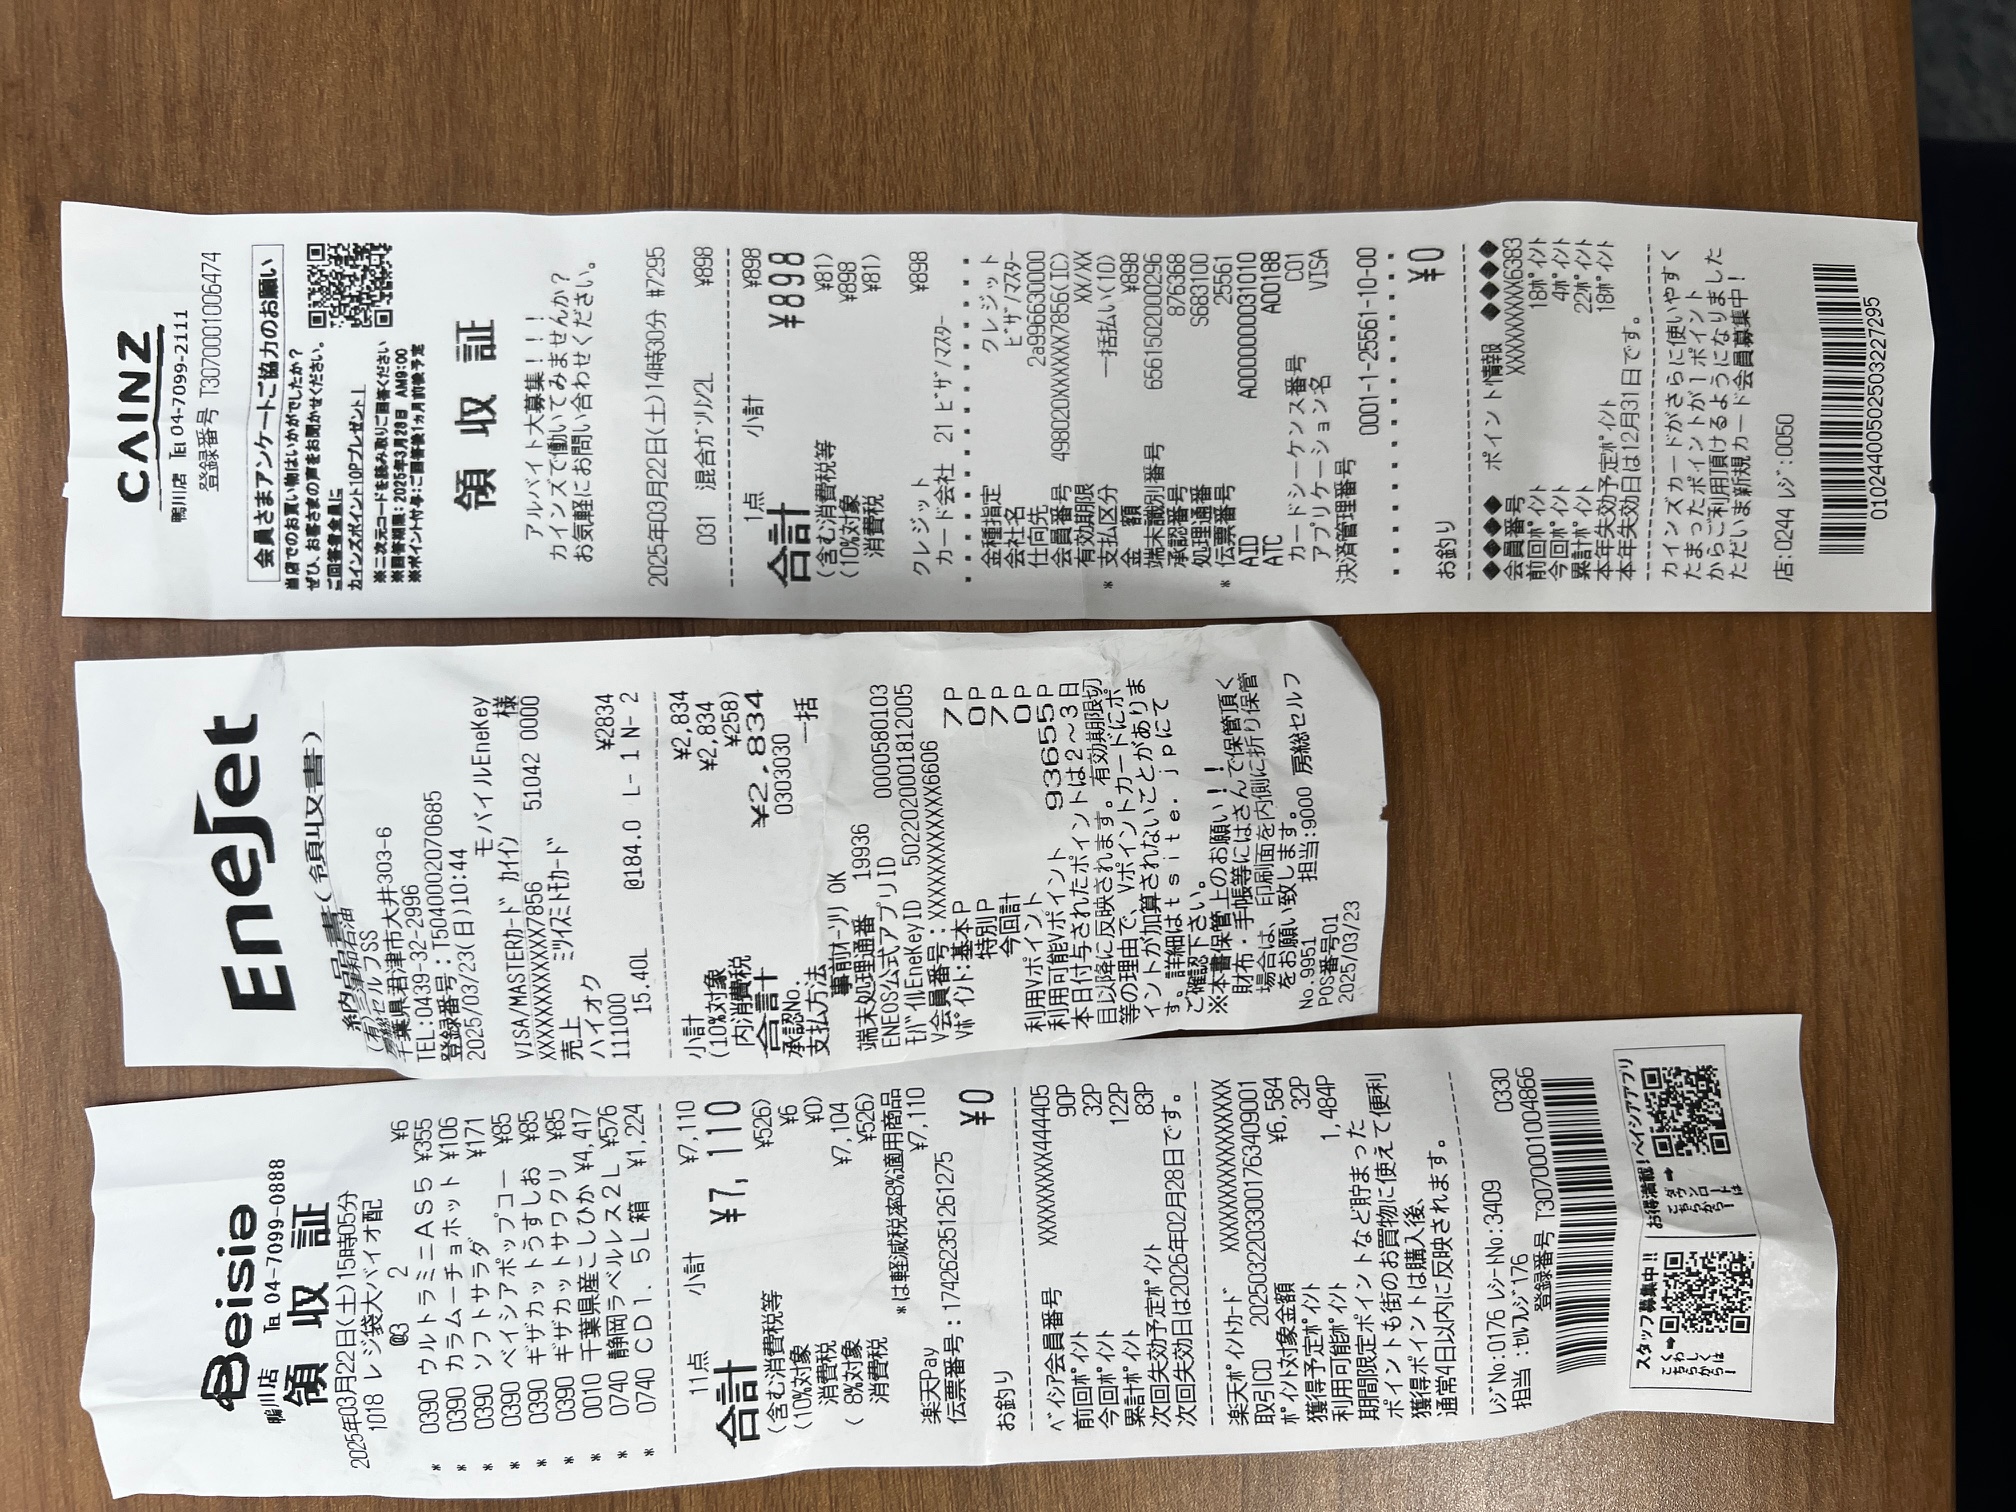 Beisia
鴨川店 TEL 04-7099-0888
領収証
2025年03月22日(土)15時05分
1018 レジ袋大バイオ配
@3 2 ¥6
* 0390 ウルトラミニAS5 ¥355
* 0390 カラムーチョホット ¥106
* 0390 ソフトサラダ ¥171
* 0390 ベイシアポップコー ¥85
* 0390 ギザカットうすしお ¥85
* 0390 ギザカットサワクリ ¥85
* 0010 千葉県産こしひか ¥4,417
* 0740 静岡ラベルレス2L ¥576
* 0740 CD1.5L箱 ¥1,224
11点 小計 ¥7,110
合計 ¥7,110
(含む消費税等 ¥526)
(10%対象 ¥6
消費税 ¥0)
( 8%対象 ¥7,104
消費税 ¥526)
*は軽減税率8%適用商品
楽天Pay ¥7,110
伝票番号:174262351261275
お釣り ¥0
ベイシア会員番号 XXXXXXXXX444405
前回ポイント 90P
今回ポイント 32P
累計ポイント 122P
次回失効予定ポイント 83P
次回失効日は2026年02月28日です。
楽天ポイントカード XXXXXXXXXXXXXXXX
取引CD 20250322033001763409001
ポイント対象金額 ¥6,584
獲得予定ポイント 32P
利用可能ポイント 1,484P
期間限定ポイントなど貯まった
ポイントも街のお買物に使えて便利
獲得ポイントは購入後、
通常4日以内に反映されます。
レジNo:0176 レシートNo:3409
担当 :セルフレジ176 0330
登録番号 T3070001004866
スタッフ募集中!!
くわしくは
こちらから!
お得満載!ベイシアアプリ
ダウンロードは
こちらから!
EneJet
納品書(領収書)
(有)三津和石油
房総セルフSS
千葉県君津市大井303-6
TEL:0439-32-2996
登録番号:T5040002070685
2025/03/23(日)10:44
モバイルEneKey
VISA/MASTERカード カイイン 様
XXXXXXXXXXXX7856 51042 0000
売上 ミツイスミトモカード
ハイオク
111000 ¥2834
15.40L @184.0 L- 1 N- 2
小計 ¥2,834
(10%対象 ¥2,834
内消費税 ¥258)
合計 ¥2,834
承認No. 0303030
支払方法 一括
事前オーソリ OK
端末処理通番 19936
ENEOS公式アプリID 0000580103
モバイルEneKeyID 5022020001812005
V会員番号:XXXXXXXXXXXX6606
Vポイント:基本P 7P
特別P 0P
今回計 7P
利用Vポイント 0P
利用可能Vポイント 93655P
本日付与されたポイントは2~3日
目以降に反映されます。有効期限切
等の理由で、Vポイントカードにポ
イントが加算されないことがありま
す。詳細はtsite.jpにて
ご確認下さい。
※本書保管上のお願い!!
財布・手帳等にはさんで保管頂く
場合は、印刷面を内側に折り保管
をお願い致します。
No.9951 担当:9000 房総セルフ
POS番号01
2025/03/23
CAINZ
鴨川店 TEL 04-7099-2111
登録番号 T3070001006474
会員さまアンケートご協力のお願い
当店でのお買い物はいかがでしたか?
ぜひ、お客さまの声をお聞かせください。
ご回答者全員に
カインズポイント10Pプレゼント!
※二次元コードを読み取りご回答ください
※回答期限:2025年3月28日 AM9:00
※ポイント付与:ご回答後1ヵ月前後予定
領収証
アルバイト大募集!!!
カインズで働いてみませんか?
お気軽にお問い合わせください。
2025年03月22日(土)14時30分 #7295
031 混合ガソリン2L ¥898
1点 小計 ¥898
合計 ¥898
(含む消費税等 ¥81)
(10%対象 ¥898
消費税 ¥81)
クレジット ¥898
カード会社 21 ビザ/マスター
金種指定 クレジット
会社名 ビザ/マスター
仕向先 2a996630000
会員番号 498020XXXXXX7856(IC)
有効期限 XX/XX
* 支払区分 一括払い(10)
金 額 ¥898
端末識別番号 6561502000296
承認番号 876368
処理通番 S683100
* 伝票番号 25561
AID A0000000031010
ATC A00188
カードシーケンス番号 C01
アプリケーション名 VISA
決済管理番号
0001-1-25561-10-00
お釣り ¥0
◆◆◆◆ ポイント情報 ◆◆◆◆
会員番号 XXXXXXXXX6383
前回ポイント 18ポイント
今回ポイント 4ポイント
累計ポイント 22ポイント
本年失効予定ポイント 18ポイント
本年失効日は12月31日です。
カインズカードがさらに使いやすく
たまったポイントが1ポイント
からご利用頂けるようになりました
ただいま新規カード会員募集中!
店:0244 レジ:0050
01024400502503227295